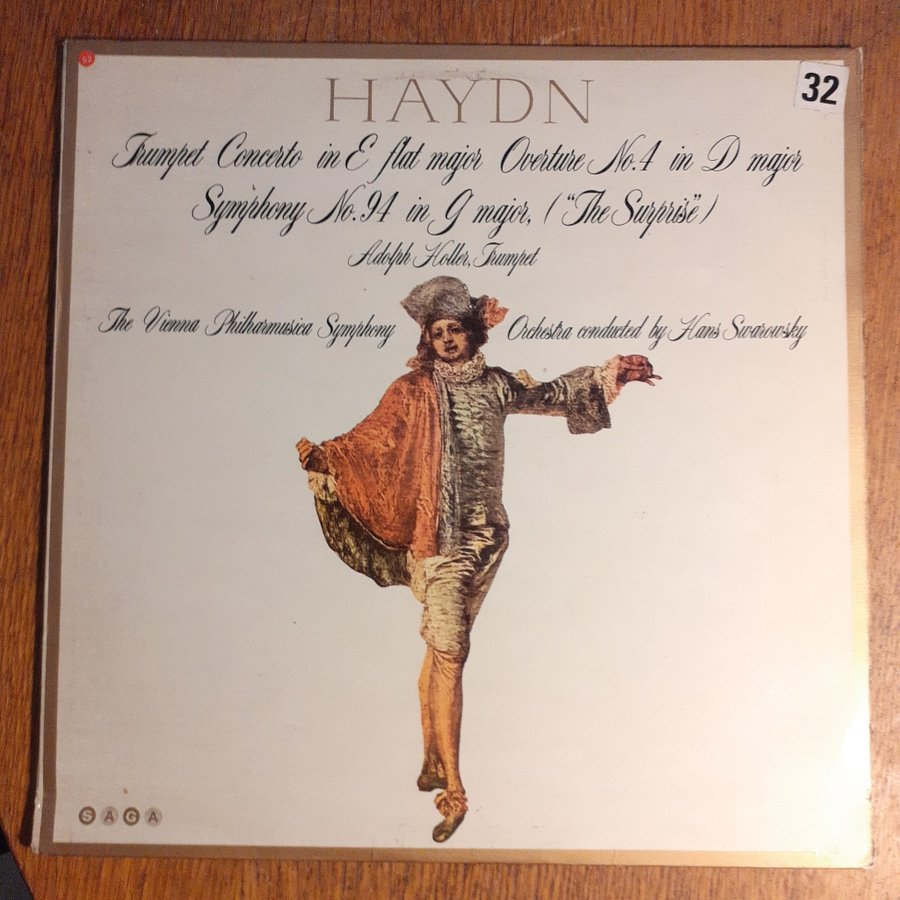 53
32
HAYDN
Trumpet Concerto in E flat major Overture No.4 in D major
Symphony No.94 in G major, ("The Surprise")
Adolph Holler, Trumpet
The Vienna Philharmusica Symphony Orchestra conducted by Hans Swarowsky
SAGA